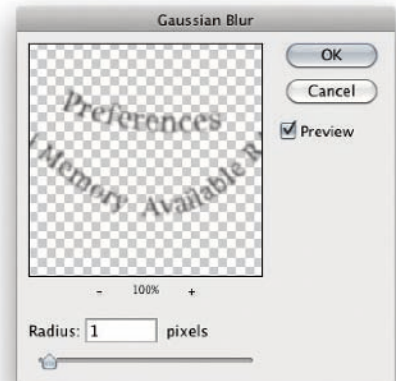 Gaussian Blur
OK
Cancel
Preview
Preferences
Memory Available
- 100% +
Radius: 1 pixels